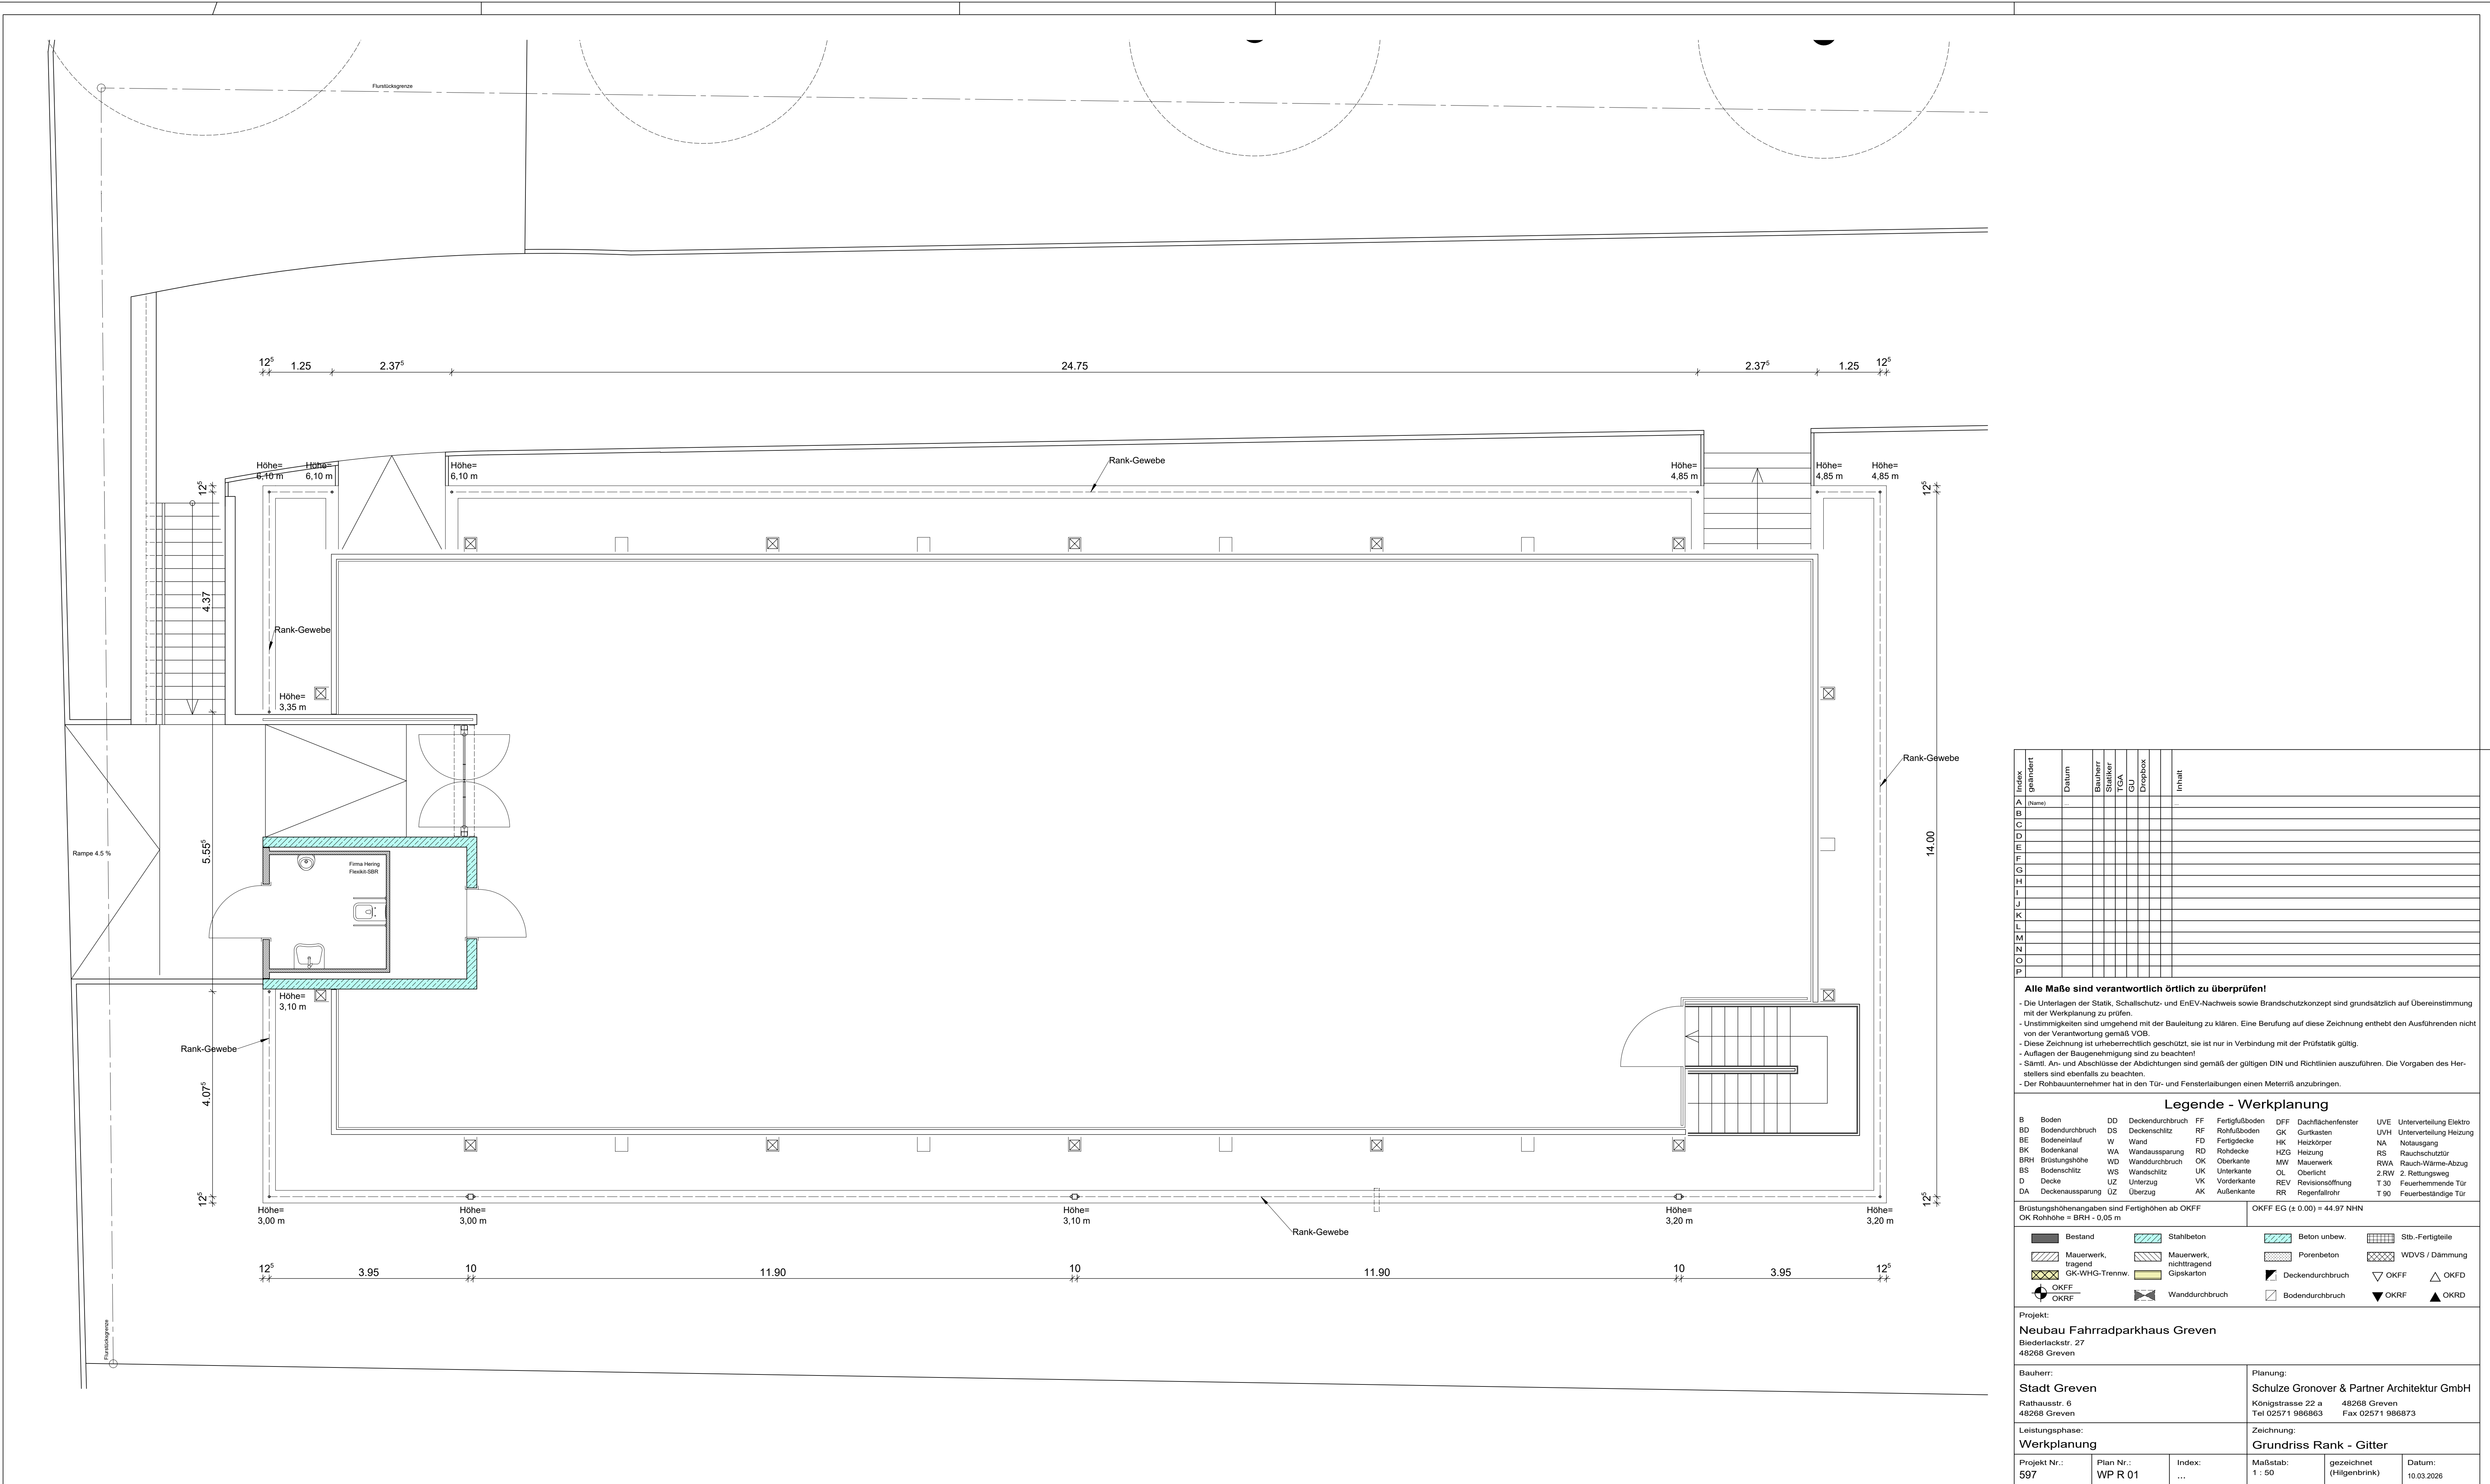 Flurstücksgrenze
12⁵
1.25
2.37⁵
24.75
2.37⁵
1.25
12⁵
Höhe=
6,10 m
Höhe=
6,10 m
Höhe=
6,10 m
Rank-Gewebe
Höhe=
4,85 m
Höhe=
4,85 m
Höhe=
4,85 m
12⁵
12⁵
4.37
Rank-Gewebe
Höhe=
3,35 m
Rank-Gewebe
14.00
Rampe 4.5 %
5.55⁵
Firma Hering
Flexikit-SBR
Höhe=
3,10 m
Rank-Gewebe
4.07⁵
12⁵
12⁵
Höhe=
3,00 m
Höhe=
3,00 m
Höhe=
3,10 m
Rank-Gewebe
Höhe=
3,20 m
Höhe=
3,20 m
12⁵
3.95
10
11.90
10
11.90
10
3.95
12⁵
Flurstücksgrenze
Index
geändert
Datum
Bauherr
Statiker
TGA
GU
Dropbox
Inhalt
A (Name) ... ...
B
C
D
E
F
G
H
I
J
K
L
M
N
O
P
Alle Maße sind verantwortlich örtlich zu überprüfen!
- Die Unterlagen der Statik, Schallschutz- und EnEV-Nachweis sowie Brandschutzkonzept sind grundsätzlich auf Übereinstimmung
mit der Werkplanung zu prüfen.
- Unstimmigkeiten sind umgehend mit der Bauleitung zu klären. Eine Berufung auf diese Zeichnung enthebt den Ausführenden nicht
von der Verantwortung gemäß VOB.
- Diese Zeichnung ist urheberrechtlich geschützt, sie ist nur in Verbindung mit der Prüfstatik gültig.
- Auflagen der Baugenehmigung sind zu beachten!
- Sämtl. An- und Abschlüsse der Abdichtungen sind gemäß der gültigen DIN und Richtlinien auszuführen. Die Vorgaben des Her-
stellers sind ebenfalls zu beachten.
- Der Rohbauunternehmer hat in den Tür- und Fensterlaibungen einen Meterriß anzubringen.
Legende - Werkplanung
B Boden DD Deckendurchbruch FF Fertigfußboden DFF Dachflächenfenster UVE Unterverteilung Elektro
BD Bodendurchbruch DS Deckenschlitz RF Rohfußboden GK Gurtkasten UVH Unterverteilung Heizung
BE Bodeneinlauf W Wand FD Fertigdecke HK Heizkörper NA Notausgang
BK Bodenkanal WA Wandaussparung RD Rohdecke HZG Heizung RS Rauchschutztür
BRH Brüstungshöhe WD Wanddurchbruch OK Oberkante MW Mauerwerk RWA Rauch-Wärme-Abzug
BS Bodenschlitz WS Wandschlitz UK Unterkante OL Oberlicht 2.RW 2. Rettungsweg
D Decke UZ Unterzug VK Vorderkante REV Revisionsöffnung T 30 Feuerhemmende Tür
DA Deckenaussparung ÜZ Überzug AK Außenkante RR Regenfallrohr T 90 Feuerbeständige Tür
Brüstungshöhenangaben sind Fertighöhen ab OKFF
OK Rohhöhe = BRH - 0,05 m
OKFF EG (± 0.00) = 44.97 NHN
Bestand Stahlbeton Beton unbew. Stb.-Fertigteile
Mauerwerk,
tragend
Mauerwerk,
nichttragend
Porenbeton WDVS / Dämmung
GK-WHG-Trennw. Gipskarton Deckendurchbruch OKFF OKFD
OKFF
OKRF
Wanddurchbruch Bodendurchbruch OKRF OKRD
Projekt:
Neubau Fahrradparkhaus Greven
Biederlackstr. 27
48268 Greven
Bauherr:
Stadt Greven
Rathausstr. 6
48268 Greven
Planung:
Schulze Gronover & Partner Architektur GmbH
Königstrasse 22 a 48268 Greven
Tel 02571 986863 Fax 02571 986873
Leistungsphase:
Werkplanung
Zeichnung:
Grundriss Rank - Gitter
Projekt Nr.:
597
Plan Nr.:
WP R 01
Index:
...
Maßstab:
1 : 50
gezeichnet
(Hilgenbrink)
Datum:
10.03.2026